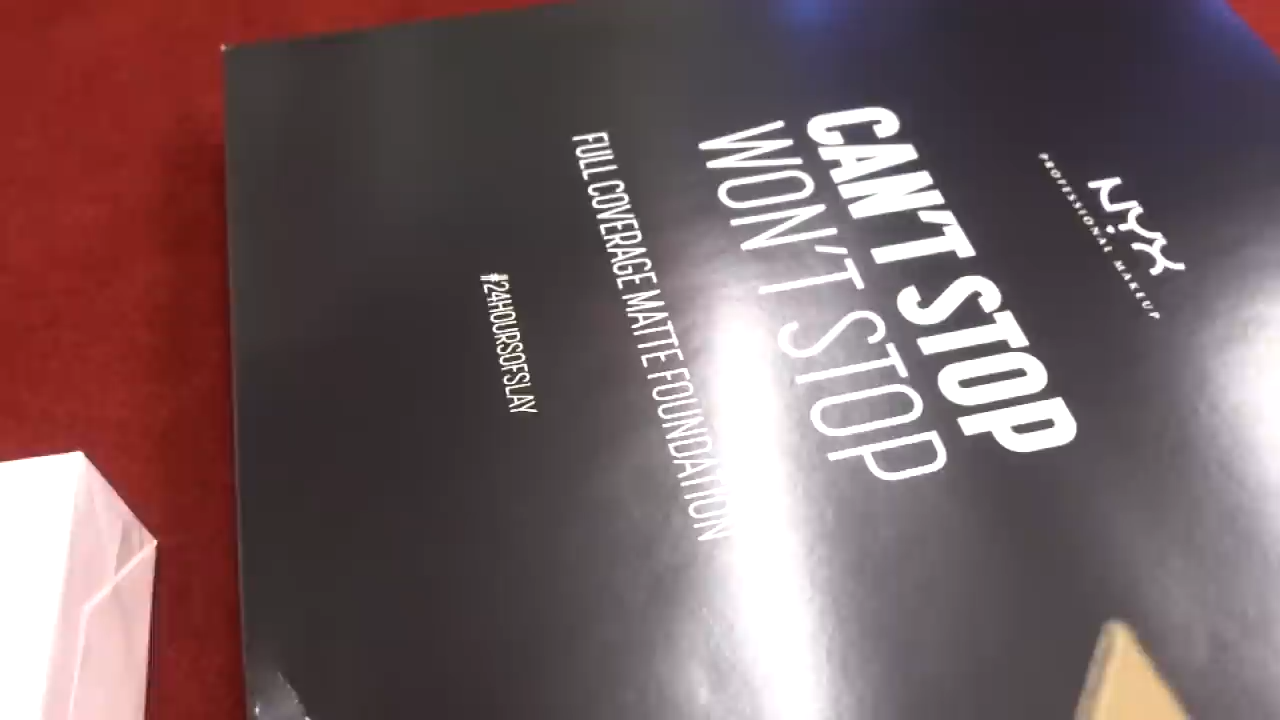 NYX
PROFESSIONAL MAKEUP
CAN'T STOP
WON'T STOP
FULL COVERAGE MATTE FOUNDATION
#24HOURSOFSLAY